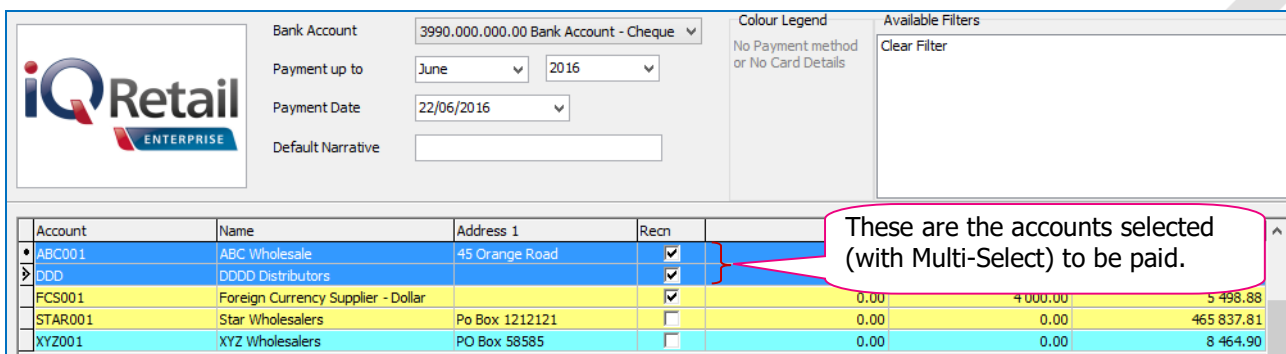 iQ Retail
ENTERPRISE
Bank Account 3990.000.000.00 Bank Account - Cheque
Payment up to June 2016
Payment Date 22/06/2016
Default Narrative
Colour Legend
No Payment method
or No Card Details
Available Filters
Clear Filter
Account Name Address 1 Recn
ABC001 ABC Wholesale 45 Orange Road
DDD DDDD Distributors
FCS001 Foreign Currency Supplier - Dollar 0.00 4 000.00 5 498.88
STAR001 Star Wholesalers Po Box 1212121 0.00 0.00 465 837.81
XYZ001 XYZ Wholesalers PO Box 58585 0.00 0.00 8 464.90
These are the accounts selected
(with Multi-Select) to be paid.